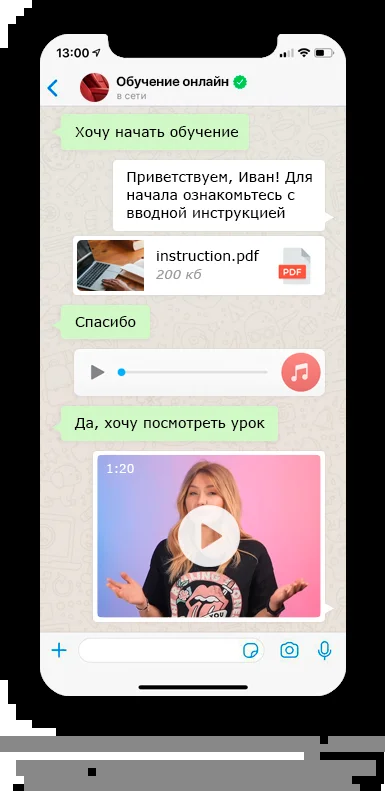 13:00
Обучение онлайн
в сети
Хочу начать обучение
Приветствуем, Иван! Для
начала ознакомьтесь с
вводной инструкцией
instruction.pdf
200 кб
PDF
Спасибо
Да, хочу посмотреть урок
1:20